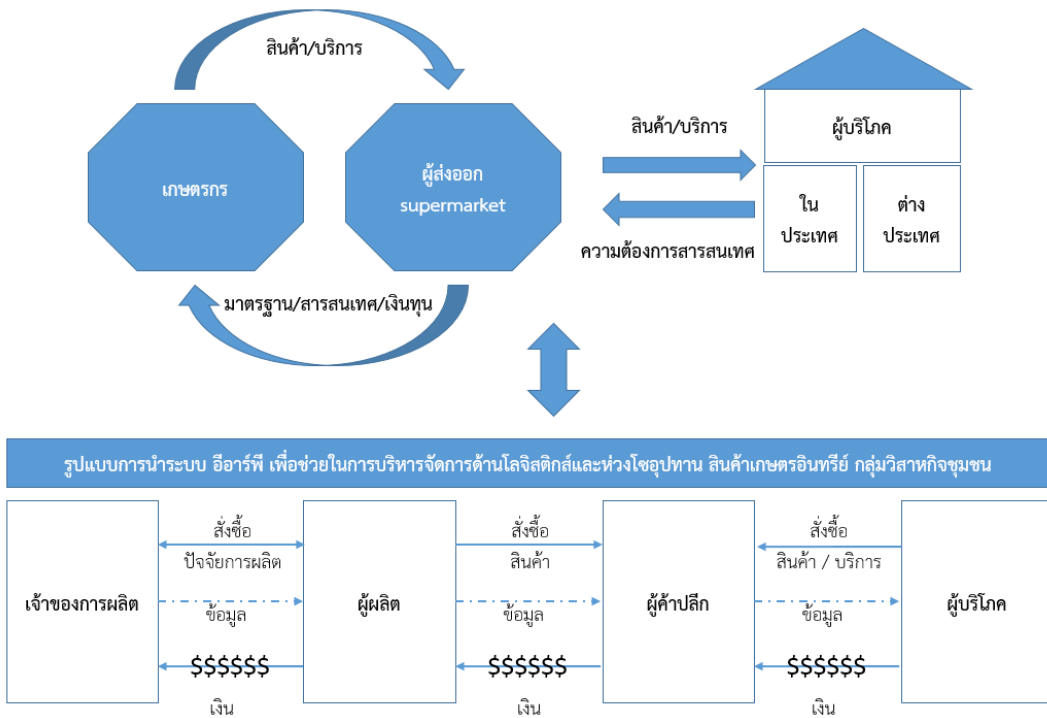 สินค้า/บริการ
เกษตรกร
ผู้ส่งออก
supermarket
มาตรฐาน/สารสนเทศ/เงินทุน
สินค้า/บริการ
ความต้องการสารสนเทศ
ผู้บริโภค
ใน
ประเทศ
ต่าง
ประเทศ
รูปแบบการนำระบบ อีอาร์พี เพื่อช่วยในการบริหารจัดการด้านโลจิสติกส์และห่วงโซ่อุปทาน สินค้าเกษตรอินทรีย์ กลุ่มวิสาหกิจชุมชน
เจ้าของการผลิต
สั่งซื้อ
ปัจจัยการผลิต
ข้อมูล
$$$$$$
เงิน
ผู้ผลิต
สั่งซื้อ
สินค้า
ข้อมูล
$$$$$$
เงิน
ผู้ค้าปลีก
สั่งซื้อ
สินค้า / บริการ
ข้อมูล
$$$$$$
เงิน
ผู้บริโภค